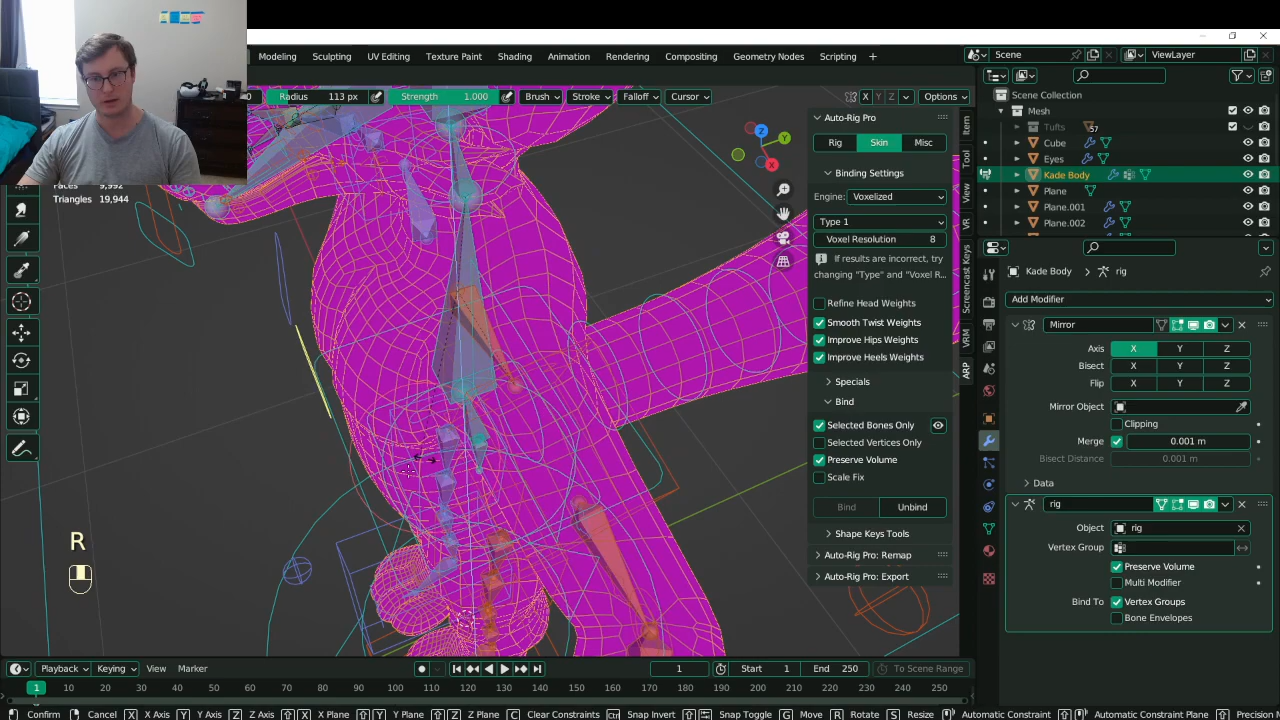 Modeling Sculpting UV Editing Texture Paint Shading Animation Rendering Compositing Geometry Nodes Scripting
Scene ViewLayer
Radius 113 px Strength 1.000 Brush Stroke Falloff Cursor X Y Z Options
Scene Collection
Mesh
Tufts 57
Cube
Eyes
Kade Body
Plane
Plane.001
Plane.002
Triangles 19,944
Auto-Rig Pro
Rig Skin Misc
Binding Settings
Engine: Voxelized
Type 1
Voxel Resolution 8
If results are incorrect, try
changing "Type" and "Voxel R...
Refine Head Weights
Smooth Twist Weights
Improve Hips Weights
Improve Heels Weights
Specials
Bind
Selected Bones Only
Selected Vertices Only
Preserve Volume
Scale Fix
Bind Unbind
Shape Keys Tools
Auto-Rig Pro: Remap
Auto-Rig Pro: Export
Item
Tool
View
VR
Screencast Keys
VRM
ARP
Z
Y
X
Kade Body rig
Add Modifier
Mirror
Axis X Y Z
Bisect X Y Z
Flip X Y Z
Mirror Object
Clipping
Merge 0.001 m
Bisect Distance 0.001 m
Data
rig
Object rig
Vertex Group
Preserve Volume
Multi Modifier
Bind To Vertex Groups
Bone Envelopes
R
Playback Keying View Marker 1 Start 1 End 250 To Scene Range
1 10 20 30 40 50 60 70 80 90 100 110 120 130 140 150 160 170 180 190 200 210 220 230 240 250
Confirm Cancel X X Axis Y Y Axis Z Z Axis X X Plane Y Y Plane Z Z Plane C Clear Constraints Ctrl Snap Invert Snap Toggle G Move R Rotate S Resize Automatic Constraint Automatic Constraint Plane Precision